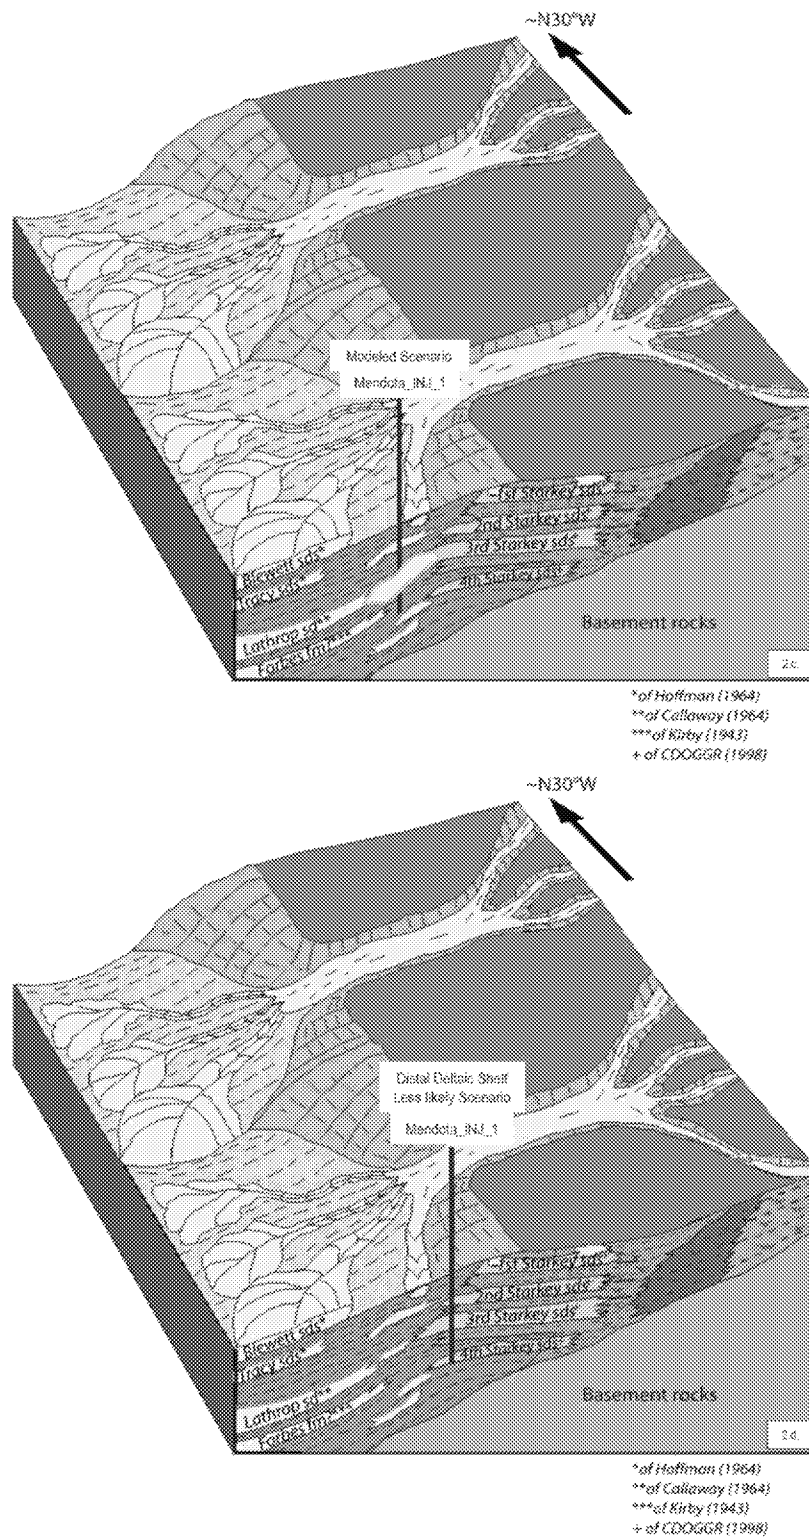 ~N30°W
Modeled Scenario
Mendota_INJ_1
~1st Starkey sds
2nd Starkey sds
3rd Starkey sds
4th Starkey sds
Blewett sds*
Tracy sds*
Lathrop sd**
Forbes fm***
Basement rocks
2c.
*of Hoffman (1964)
**of Callaway (1964)
***of Kirby (1943)
+ of CDOGGR (1998)
~N30°W
Distal Deltaic Shelf
Less likely Scenario
Mendota_INJ_1
~1st Starkey sds
2nd Starkey sds
3rd Starkey sds
4th Starkey sds
Blewett sds*
Tracy sds*
Lathrop sd**
Forbes fm***
Basement rocks
2d.
*of Hoffman (1964)
**of Callaway (1964)
***of Kirby (1943)
+ of CDOGGR (1998)